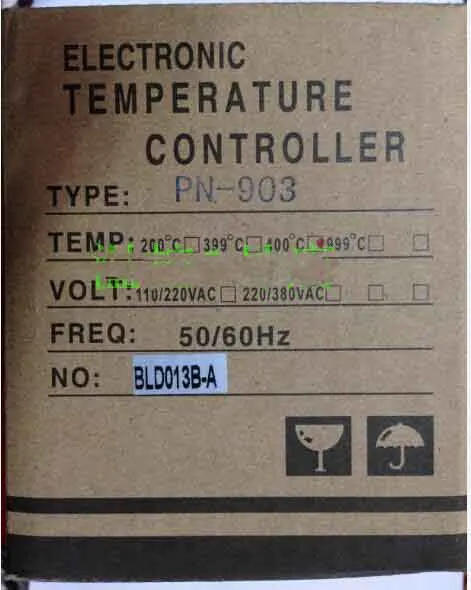 ELECTRONIC
TEMPERATURE
CONTROLLER
TYPE: PN-903
TEMP: 200°C□ 399°C□ 400°C□ 999°C□ □
VOLT: 110/220VAC□ 220/380VAC□ □ □
FREQ: 50/60Hz
NO: BLD013B-A